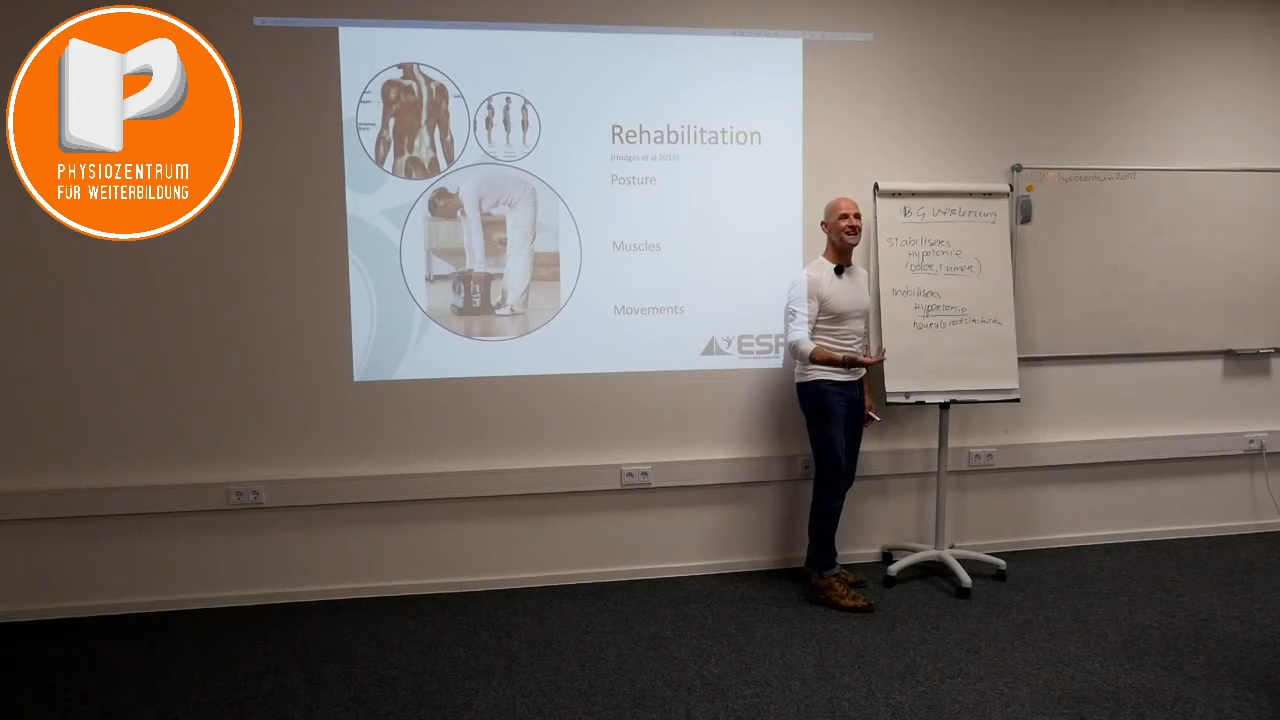 PHYSIOZENTRUM
FÜR WEITERBILDUNG
Rehabilitation
(Hodges et al 2013)
Posture
Muscles
Movements
ESP
BG Verletzung
Stabilisers
Hypotonie
(Dolor, Tumor)
Mobilisers
Hypertonie